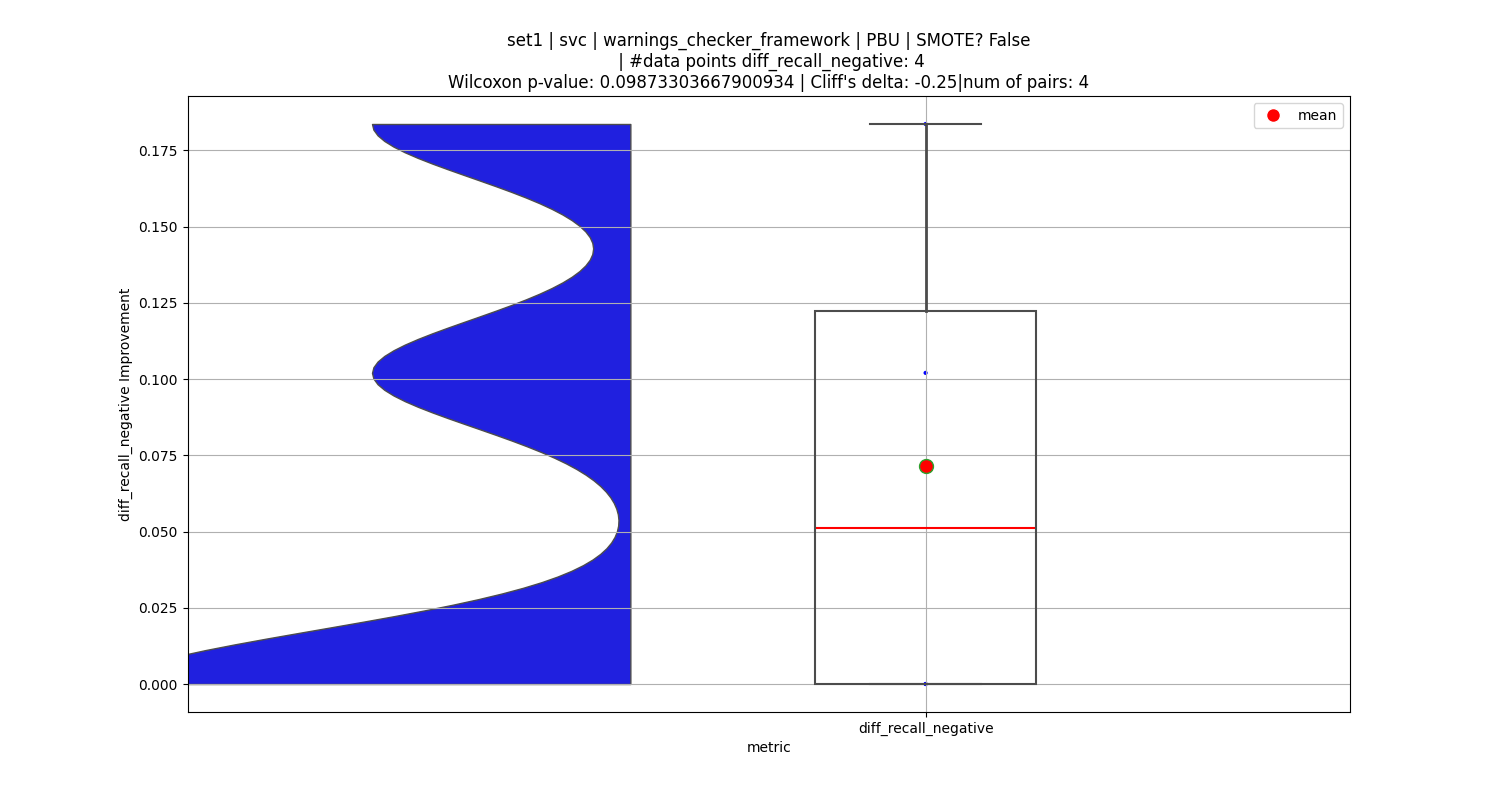 set1 | svc | warnings_checker_framework | PBU | SMOTE? False
| #data points diff_recall_negative: 4
Wilcoxon p-value: 0.09873303667900934 | Cliff's delta: -0.25|num of pairs: 4
mean
0.175
0.150
0.125
0.100
0.075
0.050
0.025
0.000
diff_recall_negative Improvement
diff_recall_negative
metric